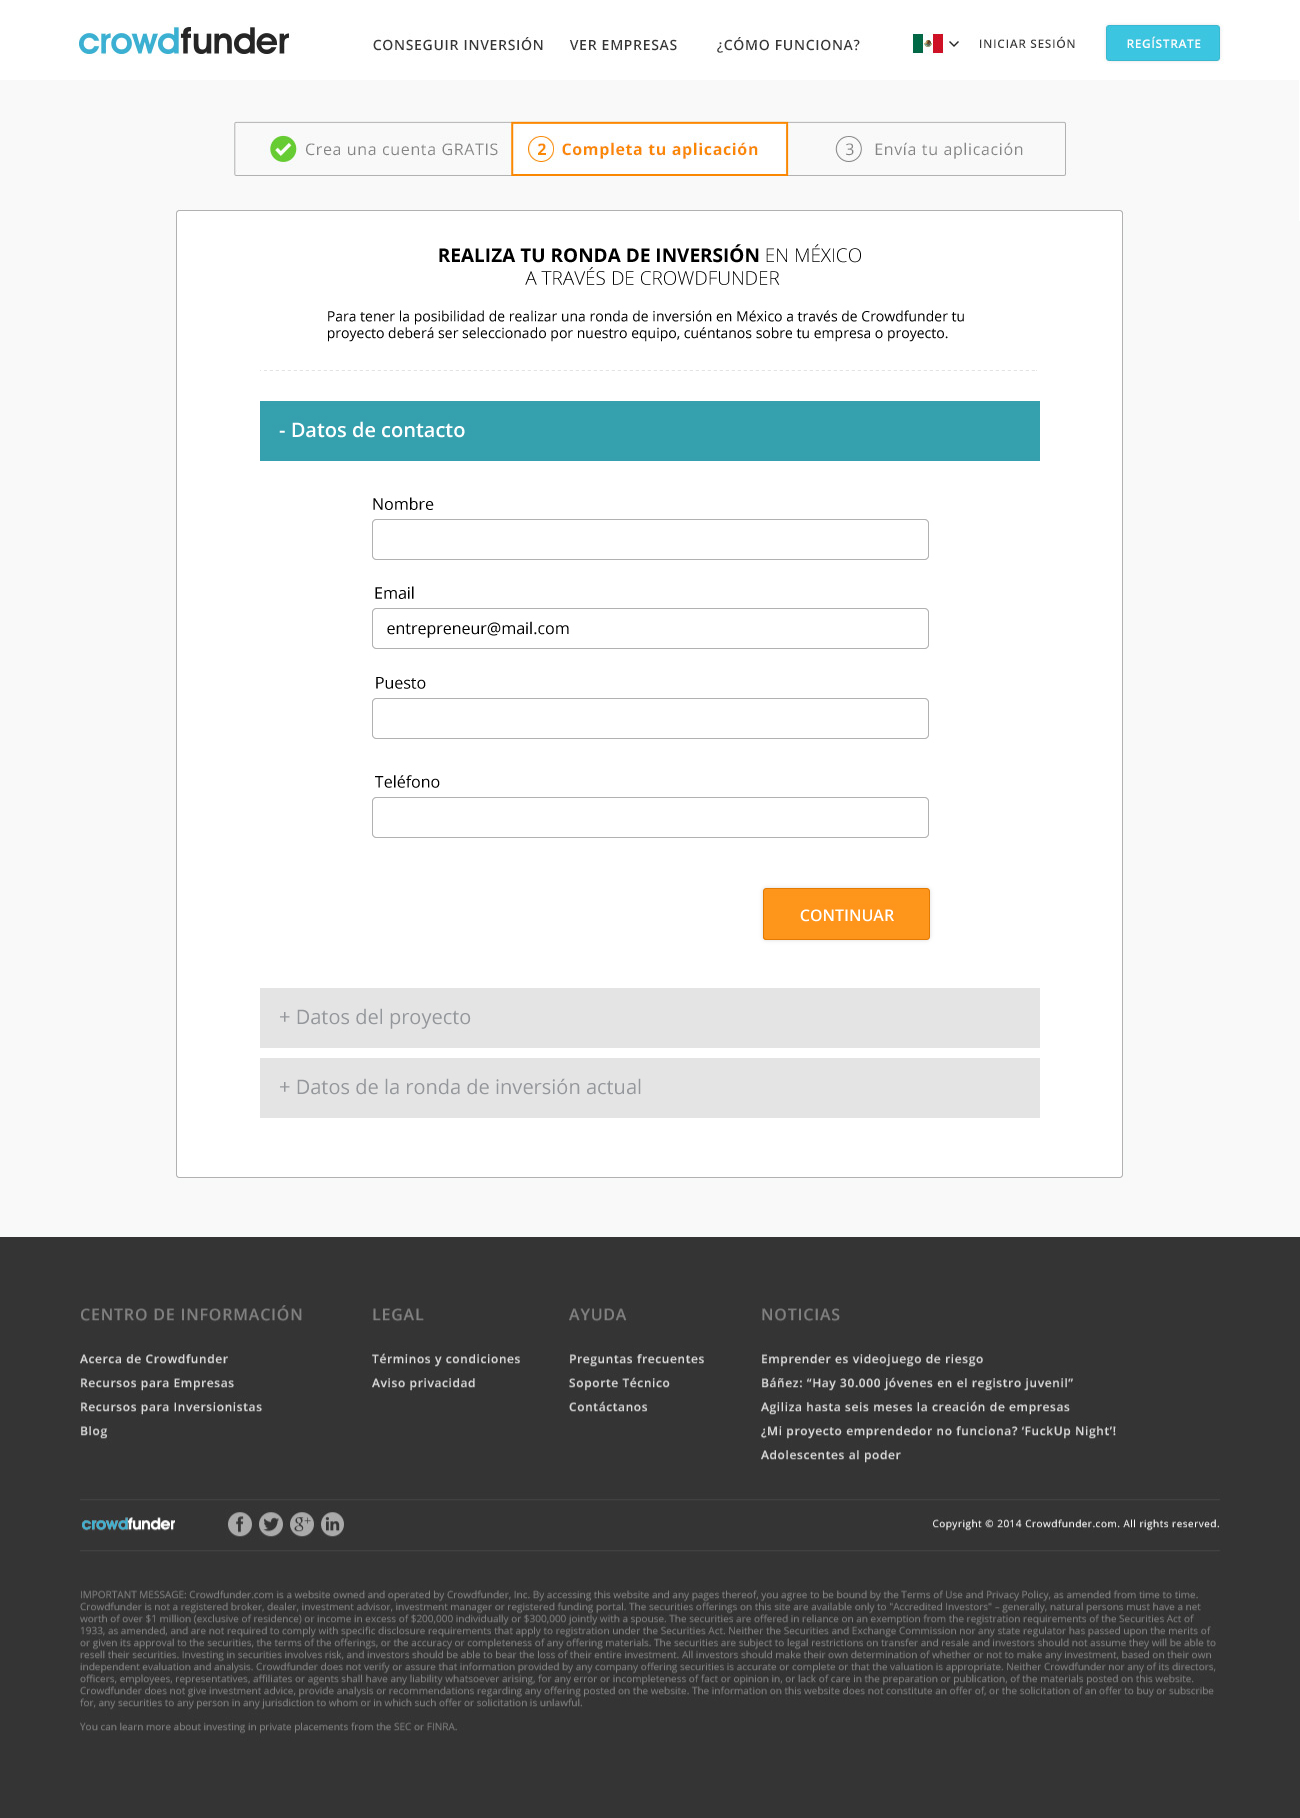 crowdfunder
CONSEGUIR INVERSIÓN VER EMPRESAS ¿CÓMO FUNCIONA? INICIAR SESIÓN REGÍSTRATE
Crea una cuenta GRATIS 2 Completa tu aplicación 3 Envía tu aplicación
REALIZA TU RONDA DE INVERSIÓN EN MÉXICO
A TRAVÉS DE CROWDFUNDER
Para tener la posibilidad de realizar una ronda de inversión en México a través de Crowdfunder tu
proyecto deberá ser seleccionado por nuestro equipo, cuéntanos sobre tu empresa o proyecto.
- Datos de contacto
Nombre
Email
entrepreneur@mail.com
Puesto
Teléfono
CONTINUAR
+ Datos del proyecto
+ Datos de la ronda de inversión actual
CENTRO DE INFORMACIÓN
Acerca de Crowdfunder
Recursos para Empresas
Recursos para Inversionistas
Blog
LEGAL
Términos y condiciones
Aviso privacidad
AYUDA
Preguntas frecuentes
Soporte Técnico
Contáctanos
NOTICIAS
Emprender es videojuego de riesgo
Báñez: “Hay 30.000 jóvenes en el registro juvenil”
Agiliza hasta seis meses la creación de empresas
¿Mi proyecto emprendedor no funciona? ‘FuckUp Night’!
Adolescentes al poder
crowdfunder
Copyright © 2014 Crowdfunder.com. All rights reserved.
IMPORTANT MESSAGE: Crowdfunder.com is a website owned and operated by Crowdfunder, Inc. By accessing this website and any pages thereof, you agree to be bound by the Terms of Use and Privacy Policy, as amended from time to time.
Crowdfunder is not a registered broker, dealer, investment advisor, investment manager or registered funding portal. The securities offerings on this site are available only to “Accredited Investors” – generally, natural persons must have a net
worth of over $1 million (exclusive of residence) or income in excess of $200,000 individually or $300,000 jointly with a spouse. The securities are offered in reliance on an exemption from the registration requirements of the Securities Act of
1933, as amended, and are not required to comply with specific disclosure requirements that apply to registration under the Securities Act. Neither the Securities and Exchange Commission nor any state regulator has passed upon the merits of
or given its approval to the securities, the terms of the offerings, or the accuracy or completeness of any offering materials. The securities are subject to legal restrictions on transfer and resale and investors should not assume they will be able to
resell their securities. Investing in securities involves risk, and investors should be able to bear the loss of their entire investment. All investors should make their own determination of whether or not to make any investment, based on their own
independent evaluation and analysis. Crowdfunder does not verify or assure that information provided by any company offering securities is accurate or complete or that the valuation is appropriate. Neither Crowdfunder nor any of its directors,
officers, employees, representatives, affiliates or agents shall have any liability whatsoever arising, for any error or incompleteness of fact or opinion in, or lack of care in the preparation or publication, of the materials posted on this website.
Crowdfunder does not give investment advice, provide analysis or recommendations regarding any offering posted on the website. The information on this website does not constitute an offer of, or the solicitation of an offer to buy or subscribe
for, any securities to any person in any jurisdiction to whom or in which such offer or solicitation is unlawful.
You can learn more about investing in private placements from the SEC or FINRA.